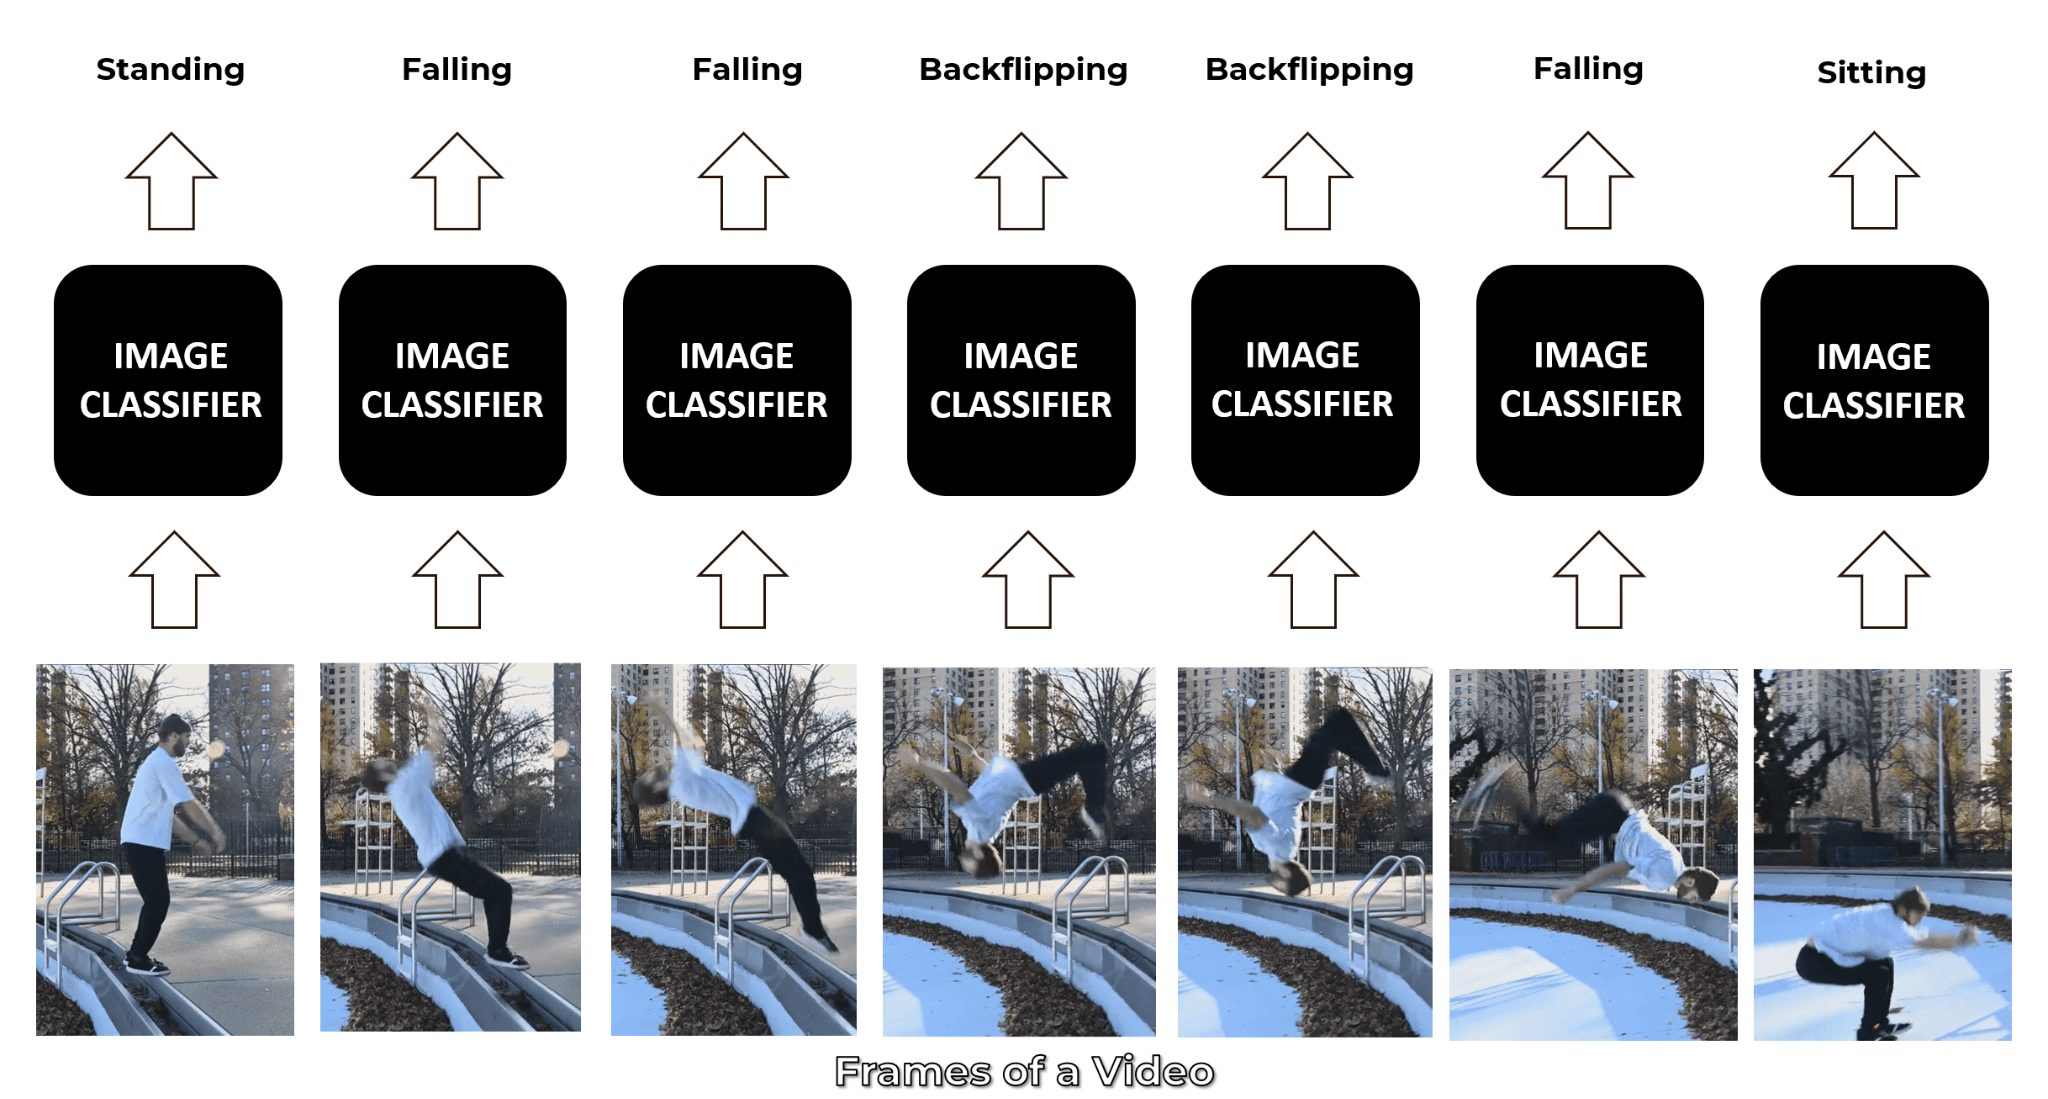 Standing
Falling
Falling
Backflipping
Backflipping
Falling
Sitting
IMAGE
CLASSIFIER
IMAGE
CLASSIFIER
IMAGE
CLASSIFIER
IMAGE
CLASSIFIER
IMAGE
CLASSIFIER
IMAGE
CLASSIFIER
IMAGE
CLASSIFIER
Frames of a Video